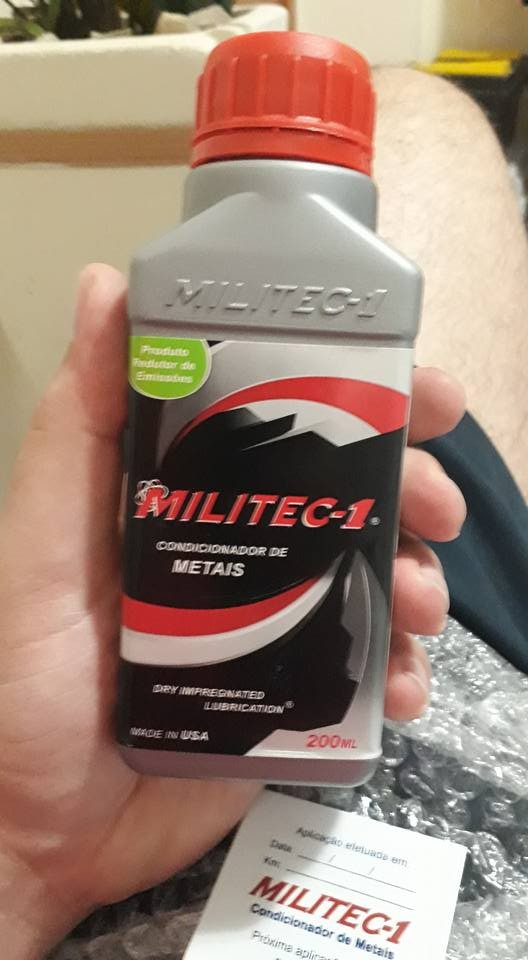 MILITEC-1
Produto
Redutor de
Emissões
MILITEC-1®
CONDICIONADOR DE
METAIS
DRY IMPREGNATED
LUBRICATION®
MADE IN USA
200ML
Aplicação efetuada em
Data: / /
Km:
MILITEC-1
Condicionador de Metais
Próxima